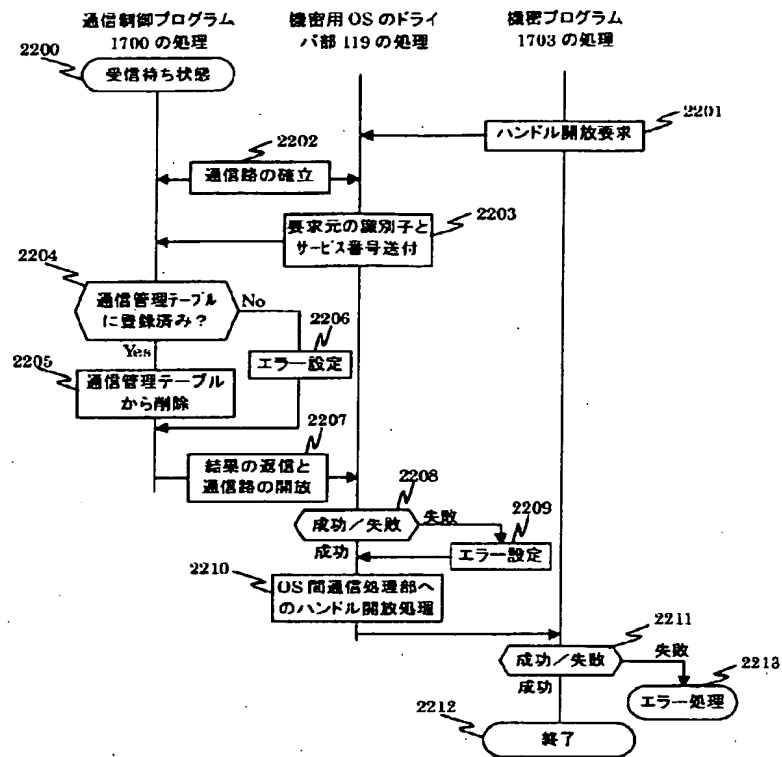 通信制御プログラム
1700の処理
機密用OSのドライ
バ部119の処理
機密プログラム
1703の処理
2200
受信待ち状態
2201
ハンドル開放要求
2202
通信路の確立
2203
要求元の識別子と
サービス番号送付
2204
通信管理テーブル
に登録済み？
No
Yes
2206
エラー設定
2205
通信管理テーブル
から削除
2207
結果の返信と
通信路の開放
2208
成功／失敗
失敗
成功
2209
エラー設定
2210
OS間通信処理部へ
のハンドル開放処理
2211
成功／失敗
失敗
成功
2213
エラー処理
2212
終了